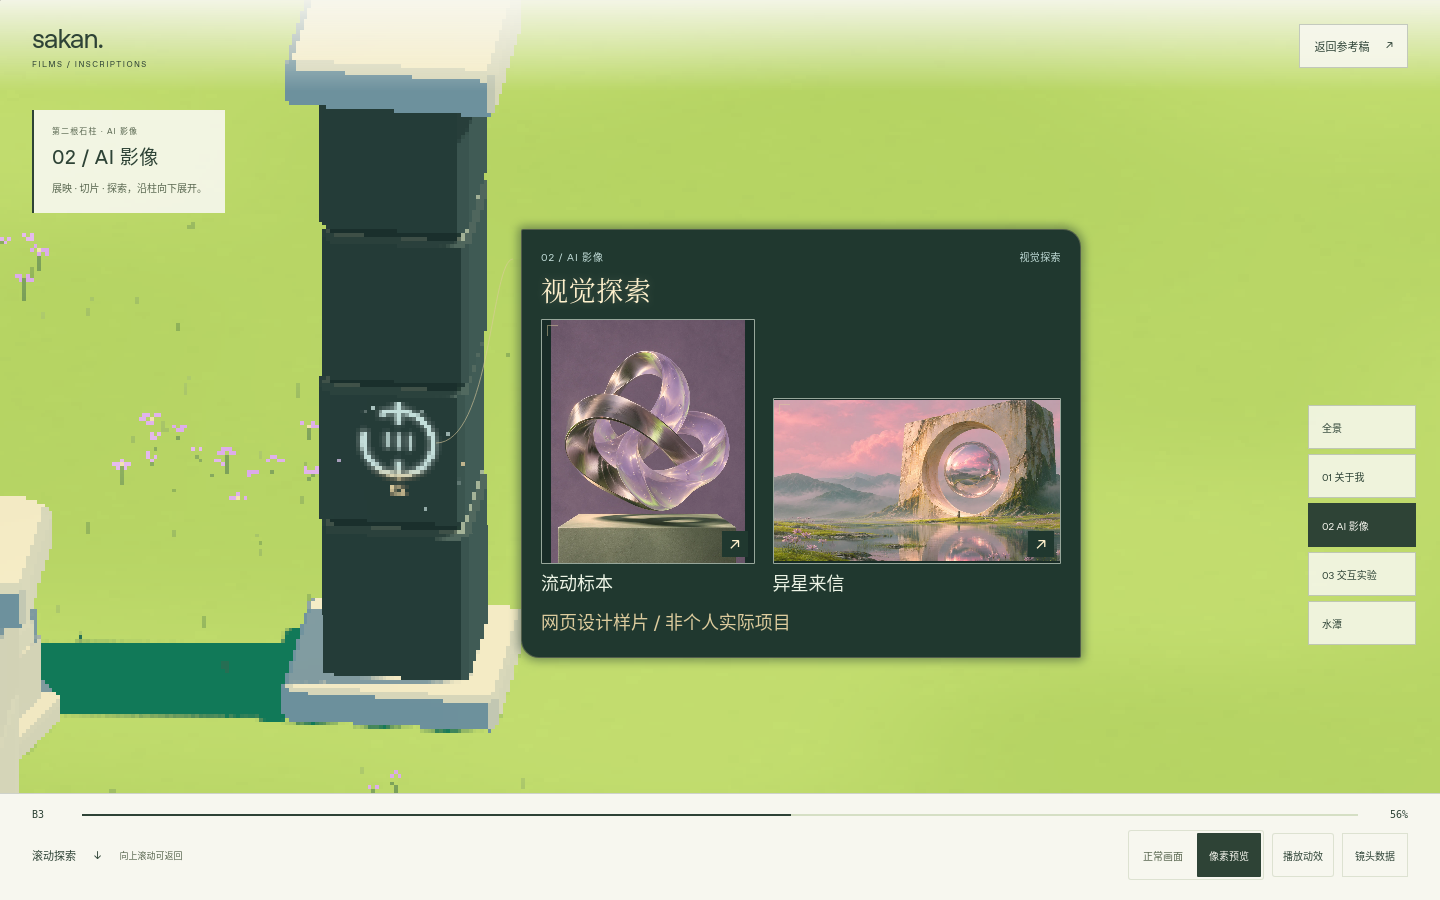 sakan.
FILMS / INSCRIPTIONS
返回参考稿 ↗
第二根石柱 · AI 影像
02 / AI 影像
展映 · 切片 · 探索，沿柱向下展开。
02 / AI 影像
视觉探索
视觉探索
流动标本
异星来信
网页设计样片 / 非个人实际项目
全景
01 关于我
02 AI 影像
03 交互实验
水潭
B3
56%
滚动探索 ↓ 向上滚动可返回
正常画面
像素预览
播放动效
镜头数据